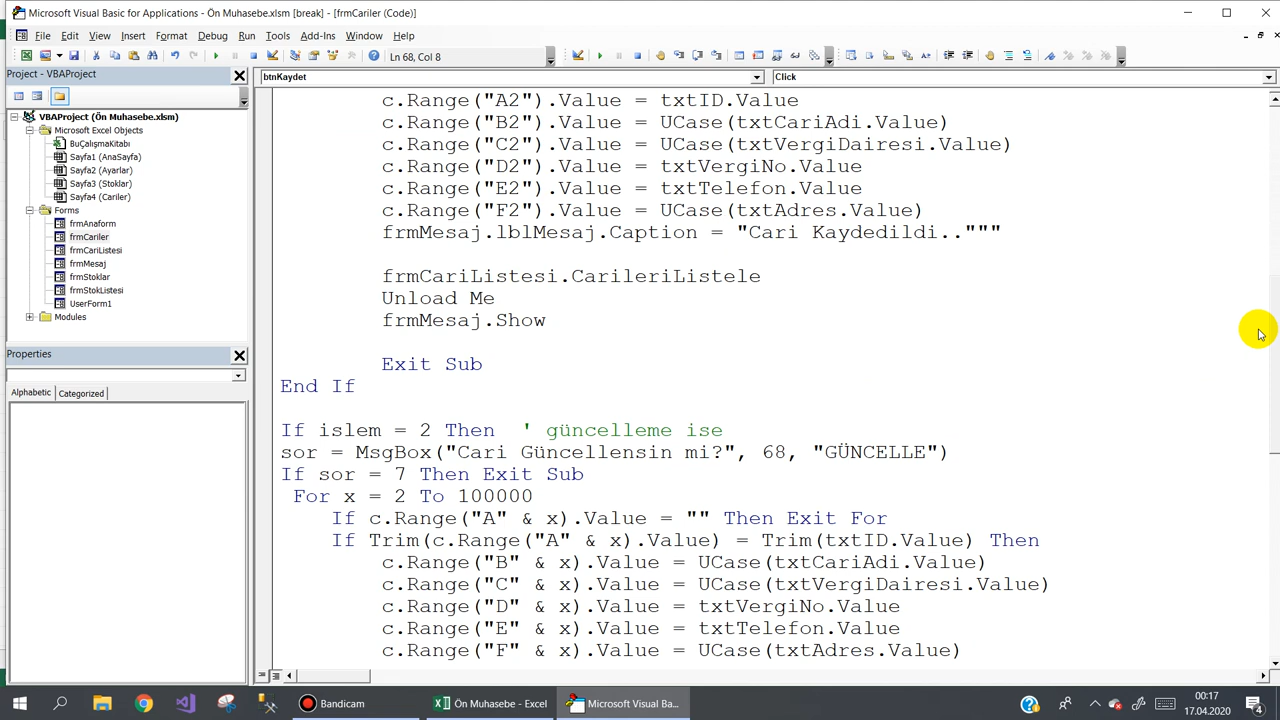 Microsoft Visual Basic for Applications - Ön Muhasebe.xlsm [break] - [frmCariler (Code)]
File Edit View Insert Format Debug Run Tools Add-Ins Window Help
Ln 68, Col 8
Project - VBAProject
btnKaydet
Click
VBAProject (Ön Muhasebe.xlsm)
Microsoft Excel Objects
BuÇalışmaKitabı
Sayfa1 (AnaSayfa)
Sayfa2 (Ayarlar)
Sayfa3 (Stoklar)
Sayfa4 (Cariler)
Forms
frmAnaform
frmCariler
frmCariListesi
frmMesaj
frmStoklar
frmStokListesi
UserForm1
Modules
Properties
Alphabetic Categorized
c.Range("A2").Value = txtID.Value
c.Range("B2").Value = UCase(txtCariAdi.Value)
c.Range("C2").Value = UCase(txtVergiDairesi.Value)
c.Range("D2").Value = txtVergiNo.Value
c.Range("E2").Value = txtTelefon.Value
c.Range("F2").Value = UCase(txtAdres.Value)
frmMesaj.lblMesaj.Caption = "Cari Kaydedildi.."""
frmCariListesi.CarileriListele
Unload Me
frmMesaj.Show
Exit Sub
End If
If islem = 2 Then ' güncelleme ise
sor = MsgBox("Cari Güncellensin mi?", 68, "GÜNCELLE")
If sor = 7 Then Exit Sub
For x = 2 To 100000
If c.Range("A" & x).Value = "" Then Exit For
If Trim(c.Range("A" & x).Value) = Trim(txtID.Value) Then
c.Range("B" & x).Value = UCase(txtCariAdi.Value)
c.Range("C" & x).Value = UCase(txtVergiDairesi.Value)
c.Range("D" & x).Value = txtVergiNo.Value
c.Range("E" & x).Value = txtTelefon.Value
c.Range("F" & x).Value = UCase(txtAdres.Value)
Bandicam
Ön Muhasebe - Excel
Microsoft Visual Ba...
00:17
17.04.2020
4